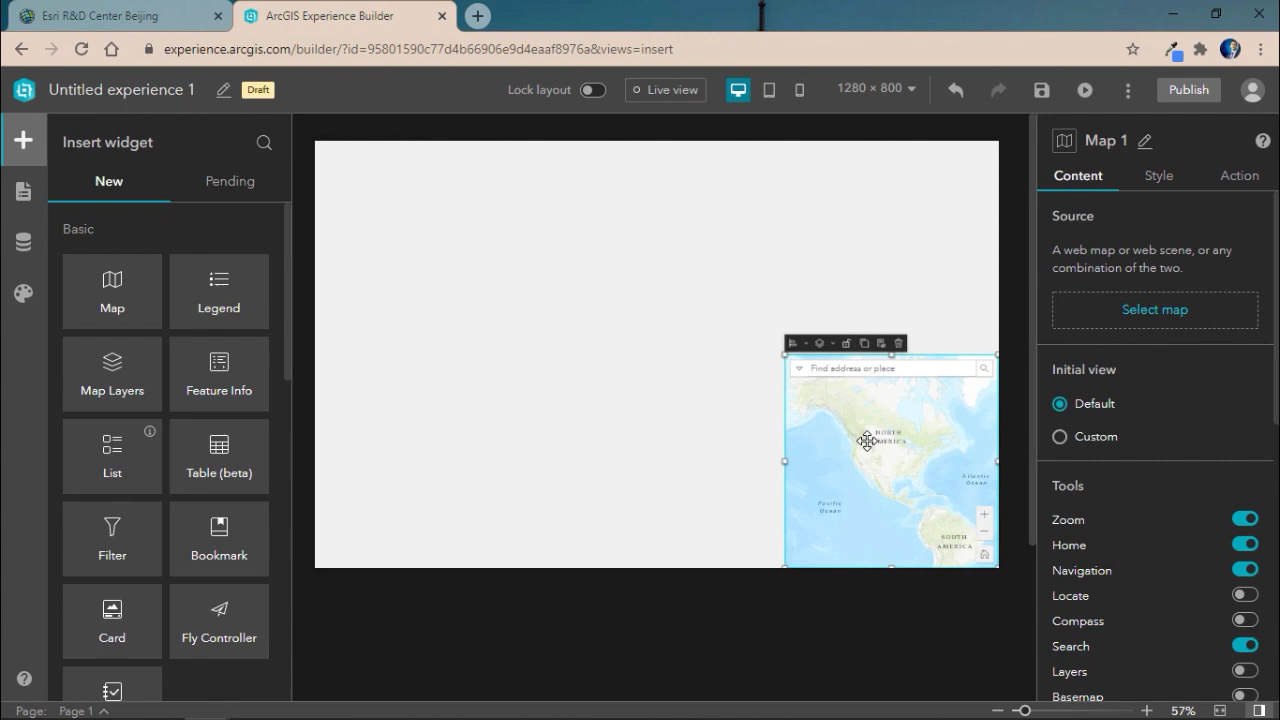 Esri R&D Center Beijing
ArcGIS Experience Builder
experience.arcgis.com/builder/?id=95801590c77d4b66906e9d4eaaf8976a&views=insert
Untitled experience 1
Draft
Lock layout
Live view
1280 × 800
Publish
Insert widget
New
Pending
Basic
Map
Legend
Map Layers
Feature Info
List
Table (beta)
Filter
Bookmark
Card
Fly Controller
Find address or place
NORTH
AMERICA
Atlantic
Ocean
Pacific
Ocean
SOUTH
AMERICA
Map 1
Content
Style
Action
Source
A web map or web scene, or any
combination of the two.
Select map
Initial view
Default
Custom
Tools
Zoom
Home
Navigation
Locate
Compass
Search
Layers
Basemap
Page:
Page 1
57%